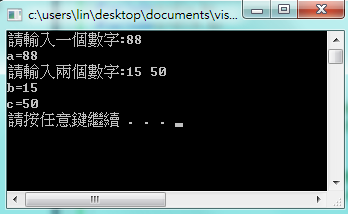 c:\users\lin\desktop\documents\vis...
請輸入一個數字:88
a=88
請輸入兩個數字:15 50
b=15
c=50
請按任意鍵繼續 . . .